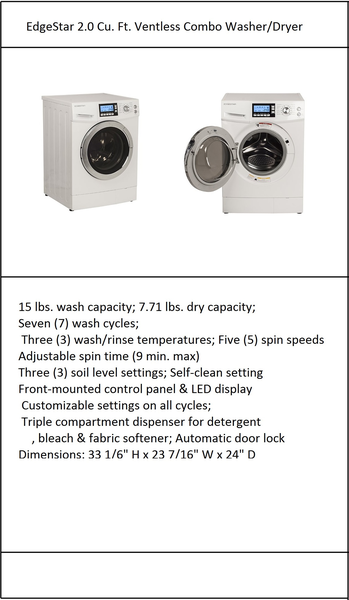 EdgeStar 2.0 Cu. Ft. Ventless Combo Washer/Dryer
15 lbs. wash capacity; 7.71 lbs. dry capacity;
Seven (7) wash cycles;
Three (3) wash/rinse temperatures; Five (5) spin speeds
Adjustable spin time (9 min. max)
Three (3) soil level settings; Self-clean setting
Front-mounted control panel & LED display
Customizable settings on all cycles;
Triple compartment dispenser for detergent
, bleach & fabric softener; Automatic door lock
Dimensions: 33 1/6" H x 23 7/16" W x 24" D